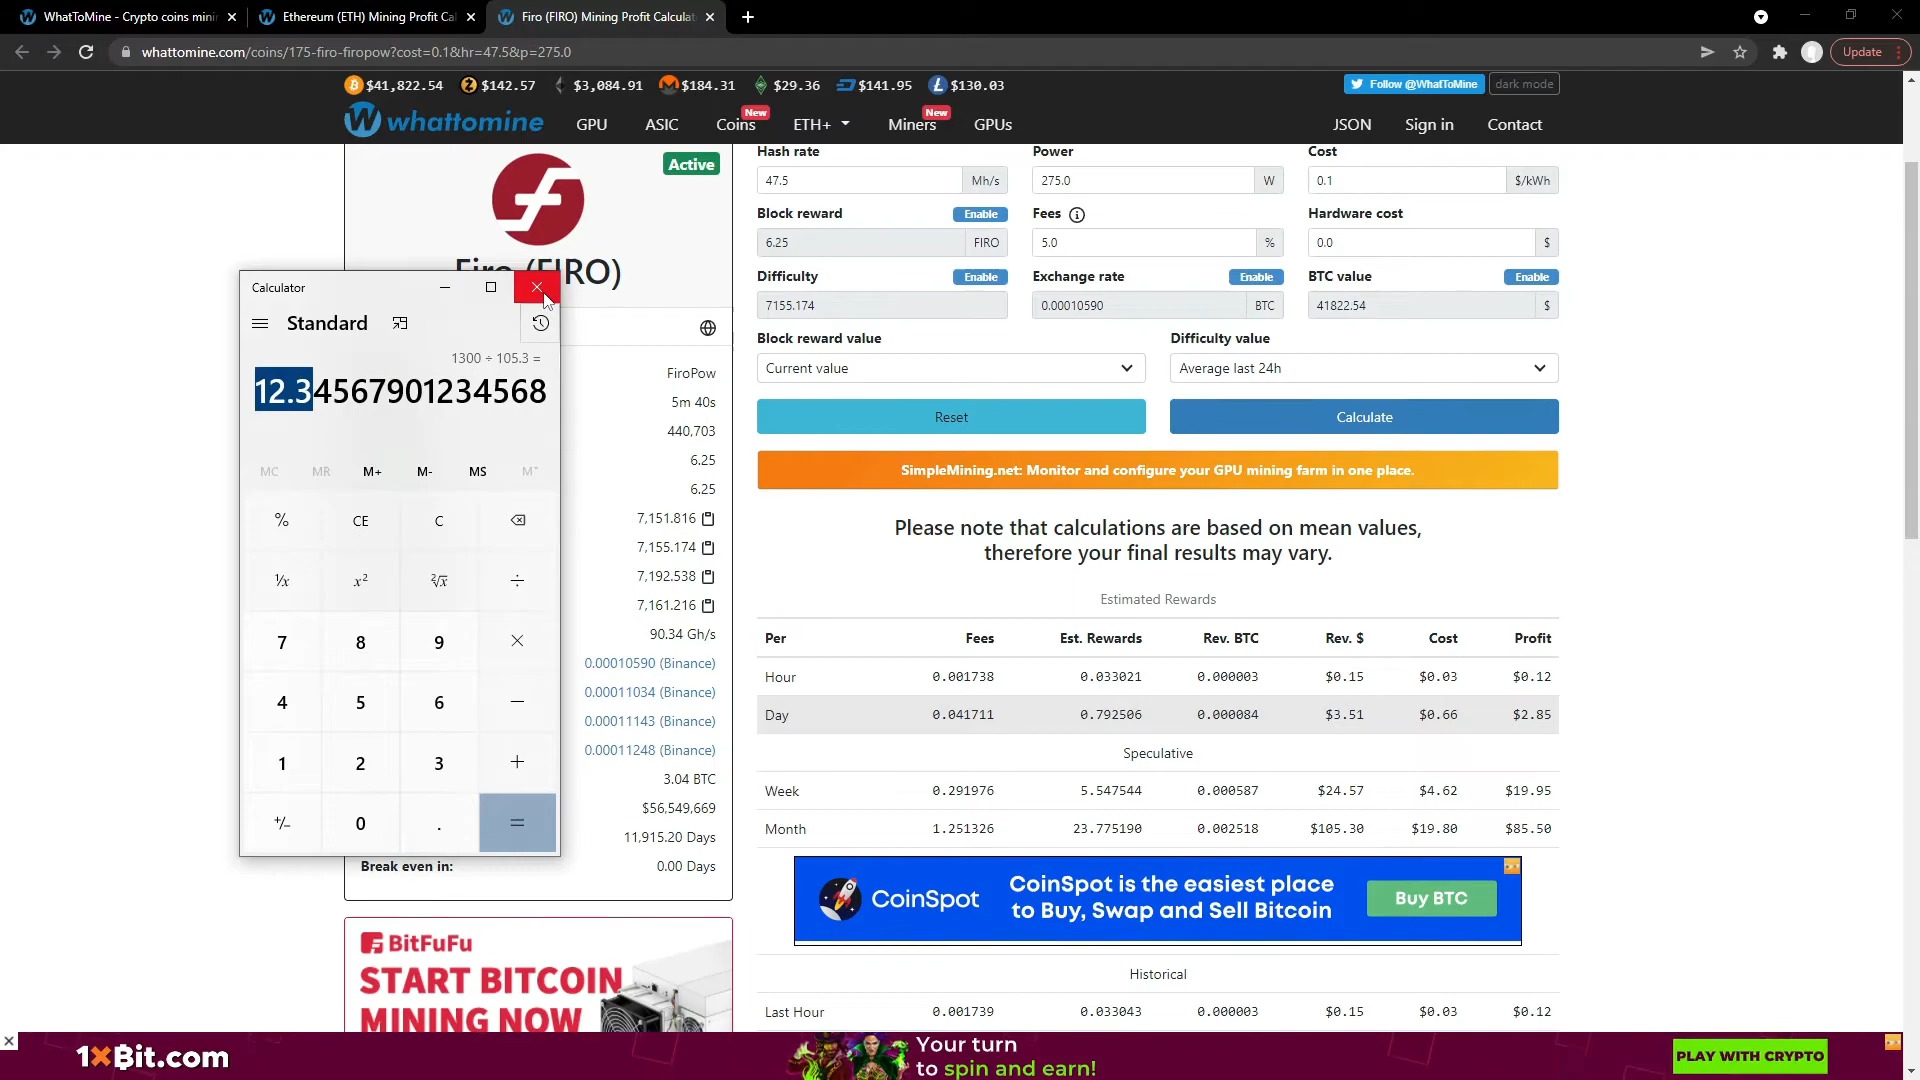 WhatToMine - Crypto coins mini
Ethereum (ETH) Mining Profit Cal
Firo (FIRO) Mining Profit Calculat
whattomine.com/coins/175-firo-firopow?cost=0.1&hr=47.5&p=275.0
Update
$41,822.54
$142.57
$3,084.91
$184.31
$29.36
$141.95
$130.03
Follow @WhatToMine
dark mode
whattomine
GPU
ASIC
Coins
New
ETH+
Miners
New
GPUs
JSON
Sign in
Contact
Active
Firo (FIRO)
FiroPow
5m 40s
440,703
6.25
6.25
7,151.816
7,155.174
7,192.538
7,161.216
90.34 Gh/s
0.00010590 (Binance)
0.00011034 (Binance)
0.00011143 (Binance)
0.00011248 (Binance)
3.04 BTC
$56,549,669
11,915.20 Days
Break even in:
0.00 Days
Calculator
Standard
1300 ÷ 105.3 =
12.34567901234568
MC
MR
M+
M-
MS
M˅
%
CE
C
⌫
¹/x
x²
²√x
÷
7
8
9
×
4
5
6
−
1
2
3
+
+/−
0
.
=
Hash rate
Power
Cost
47.5
Mh/s
275.0
W
0.1
$/kWh
Block reward
Enable
Fees
Hardware cost
6.25
FIRO
5.0
%
0.0
$
Difficulty
Enable
Exchange rate
Enable
BTC value
Enable
7155.174
0.00010590
BTC
41822.54
$
Block reward value
Difficulty value
Current value
Average last 24h
Reset
Calculate
SimpleMining.net: Monitor and configure your GPU mining farm in one place.
Please note that calculations are based on mean values,
therefore your final results may vary.
Estimated Rewards
Per Fees Est. Rewards Rev. BTC Rev. $ Cost Profit
Hour 0.001738 0.033021 0.000003 $0.15 $0.03 $0.12
Day 0.041711 0.792506 0.000084 $3.51 $0.66 $2.85
Speculative
Week 0.291976 5.547544 0.000587 $24.57 $4.62 $19.95
Month 1.251326 23.775190 0.002518 $105.30 $19.80 $85.50
CoinSpot
CoinSpot is the easiest place
to Buy, Swap and Sell Bitcoin
Buy BTC
Historical
Last Hour 0.001739 0.033043 0.000003 $0.15 $0.03 $0.12
BitFuFu
START BITCOIN
MINING NOW
1XBit.com
Your turn
to spin and earn!
PLAY WITH CRYPTO